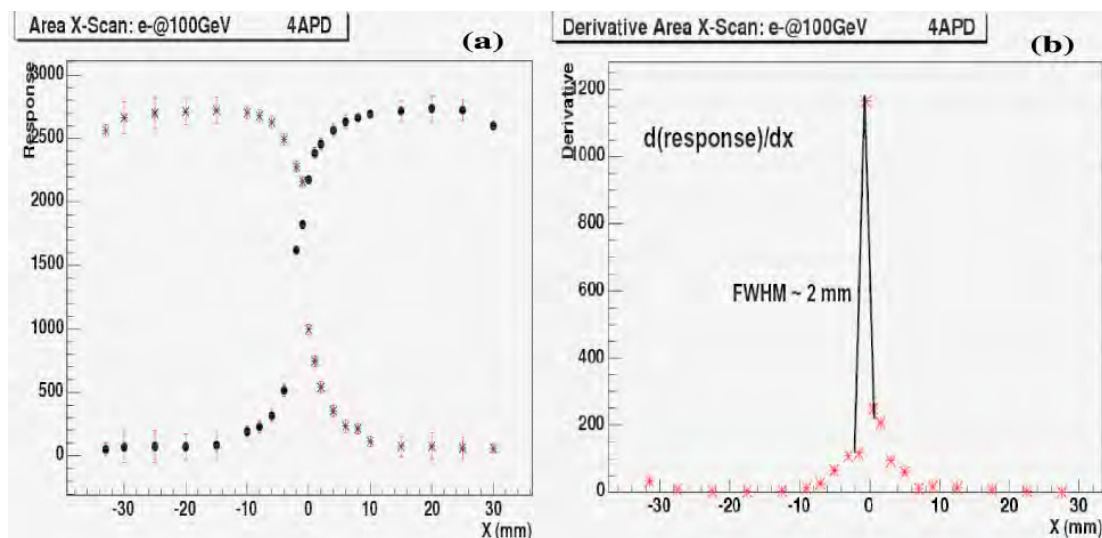 Area X-Scan: e-@100GeV 4APD
(a)
Response
3000
2500
2000
1500
1000
500
0
-30 -20 -10 0 10 20 30
X (mm)
Derivative Area X-Scan: e-@100GeV 4APD
(b)
Derivative
1200
1000
800
600
400
200
0
d(response)/dx
FWHM ~ 2 mm
-30 -20 -10 0 10 20 30
X (mm)